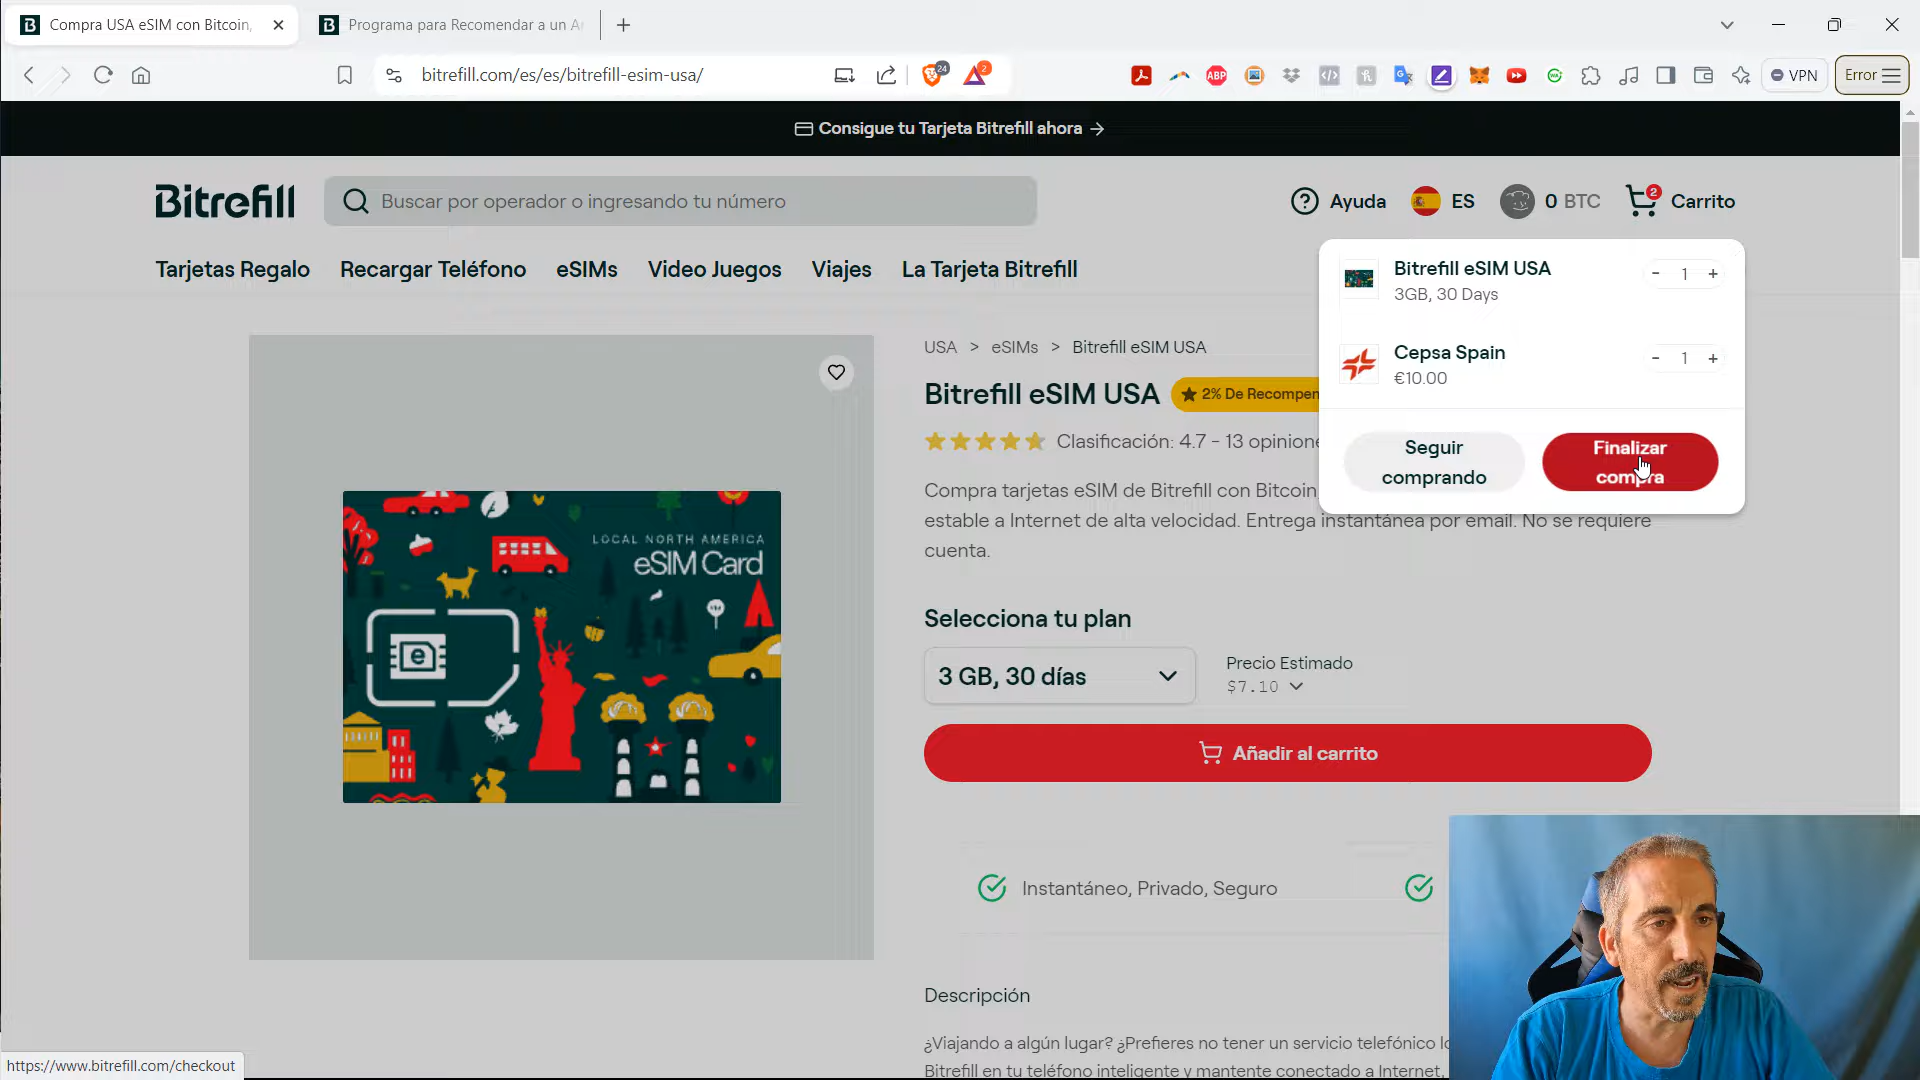 Compra USA eSIM con Bitcoin,
Programa para Recomendar a un A
bitrefill.com/es/es/bitrefill-esim-usa/
24
2
ABP
VPN
Error
Consigue tu Tarjeta Bitrefill ahora →
Bitrefill
Buscar por operador o ingresando tu número
Ayuda
ES
0 BTC
2
Carrito
Tarjetas Regalo
Recargar Teléfono
eSIMs
Video Juegos
Viajes
La Tarjeta Bitrefill
Bitrefill eSIM USA
3GB, 30 Days
- 1 +
Cepsa Spain
€10.00
- 1 +
Seguir
comprando
Finalizar
compra
USA > eSIMs > Bitrefill eSIM USA
Bitrefill eSIM USA
2% De Recompen
Clasificación: 4.7 - 13 opinione
Compra tarjetas eSIM de Bitrefill con Bitcoin
estable a Internet de alta velocidad. Entrega instantánea por email. No se requiere
cuenta.
LOCAL NORTH AMERICA
eSIM Card
e
Selecciona tu plan
3 GB, 30 días
Precio Estimado
$7.10
Añadir al carrito
Instantáneo, Privado, Seguro
Descripción
¿Viajando a algún lugar? ¿Prefieres no tener un servicio telefónico lo
Bitrefill en tu teléfono inteligente y mantente conectado a Internet,
https://www.bitrefill.com/checkout